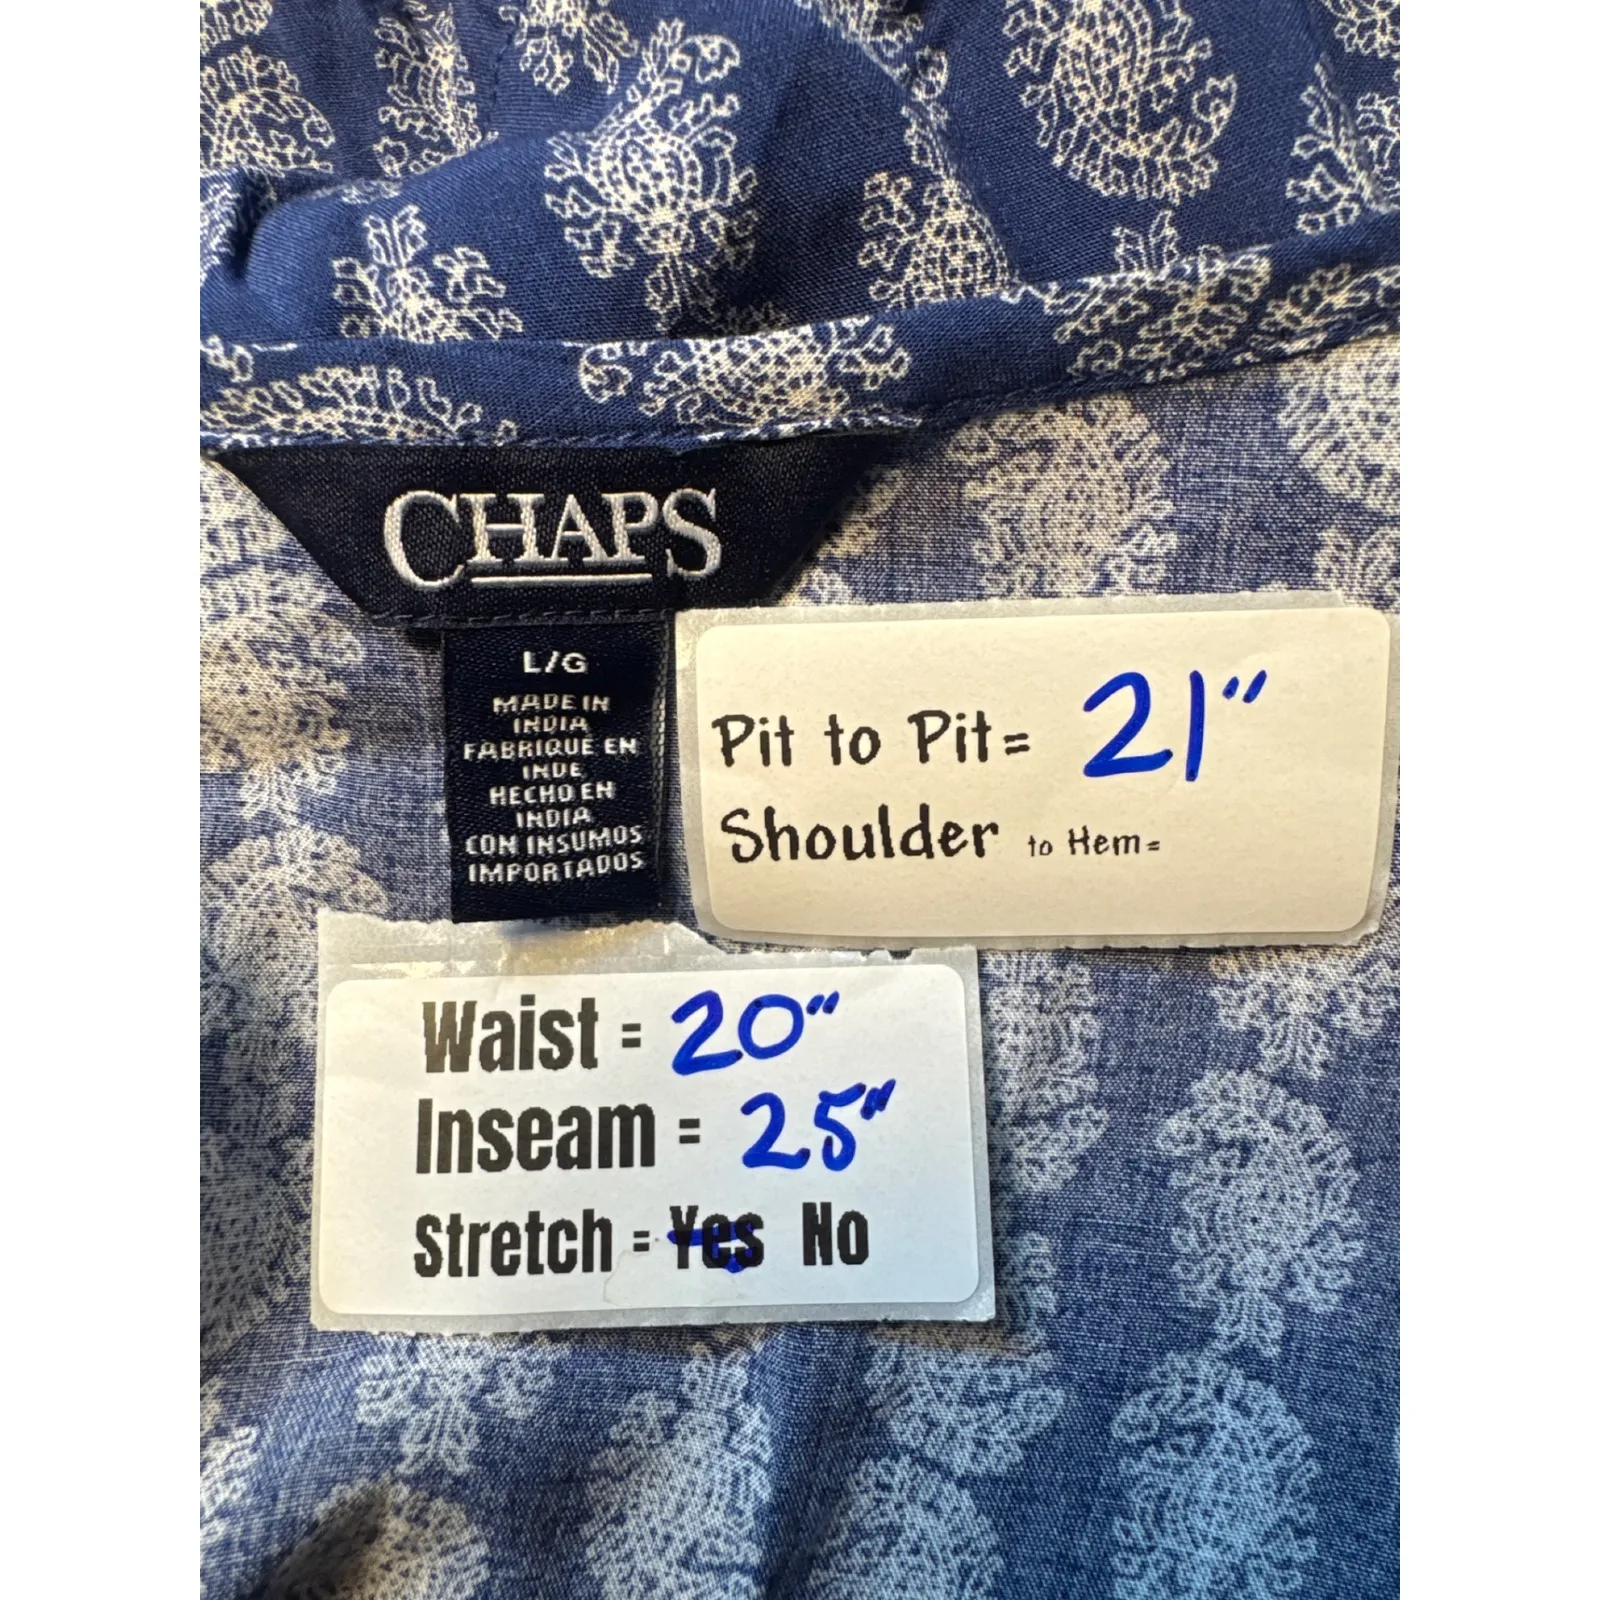 CHAPS
L/G
MADE IN
INDIA
FABRIQUÉ EN
INDE
HECHO EN
INDIA
CON INSUMOS
IMPORTADOS
Pit to Pit = 21"
Shoulder to Hem =
Waist = 20"
Inseam = 25"
Stretch = Yes No